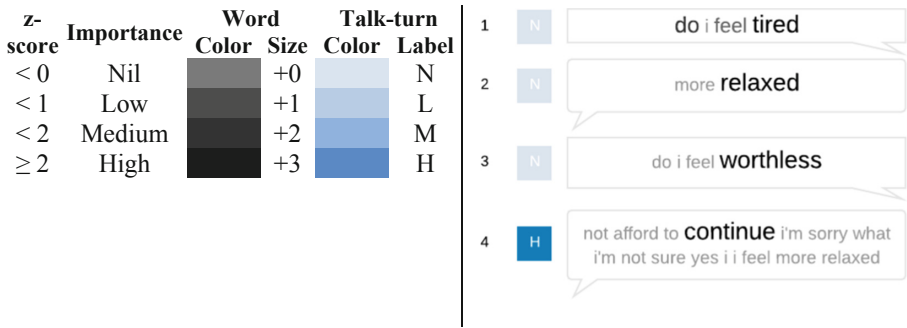 z-score Importance Word Color Size Talk-turn Color Label
< 0 Nil +0 N
< 1 Low +1 L
< 2 Medium +2 M
≥ 2 High +3 H
1 N do i feel tired
2 N more relaxed
3 N do i feel worthless
4 H not afford to continue i'm sorry what
i'm not sure yes i i feel more relaxed